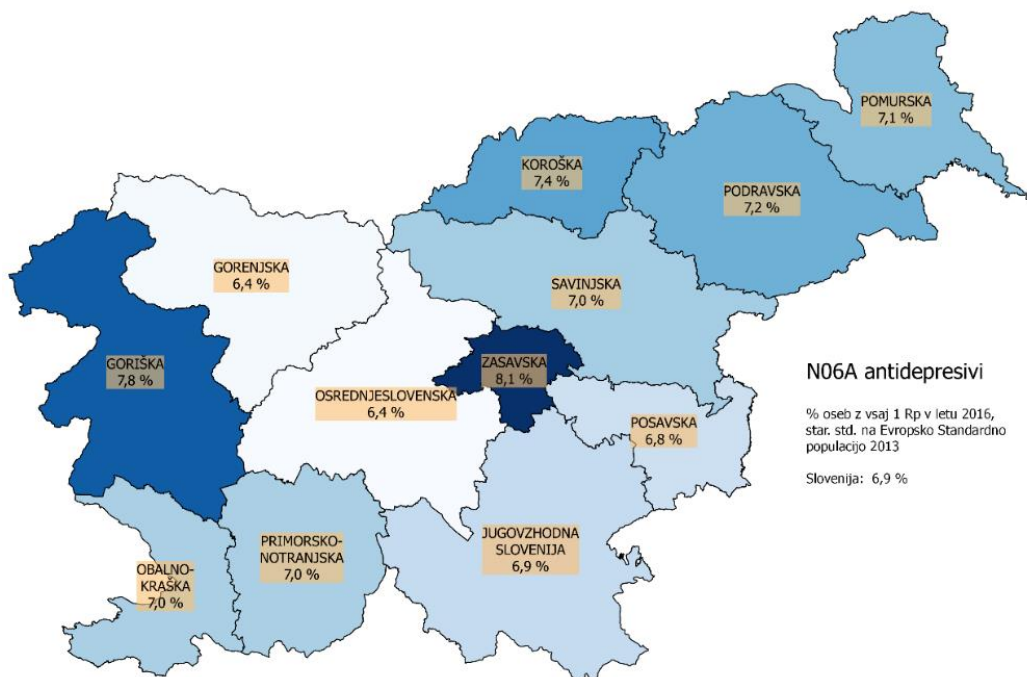 POMURSKA
7,1 %
KOROŠKA
7,4 %
PODRAVSKA
7,2 %
GORENJSKA
6,4 %
SAVINJSKA
7,0 %
GORIŠKA
7,8 %
ZASAVSKA
8,1 %
OSREDNJESLOVENSKA
6,4 %
POSAVSKA
6,8 %
N06A antidepresivi
% oseb z vsaj 1 Rp v letu 2016,
star. std. na Evropsko Standardno
populacijo 2013
Slovenija: 6,9 %
PRIMORSKO-
NOTRANJSKA
7,0 %
JUGOVZHODNA
SLOVENIJA
6,9 %
OBALNO-
KRAŠKA
7,0 %